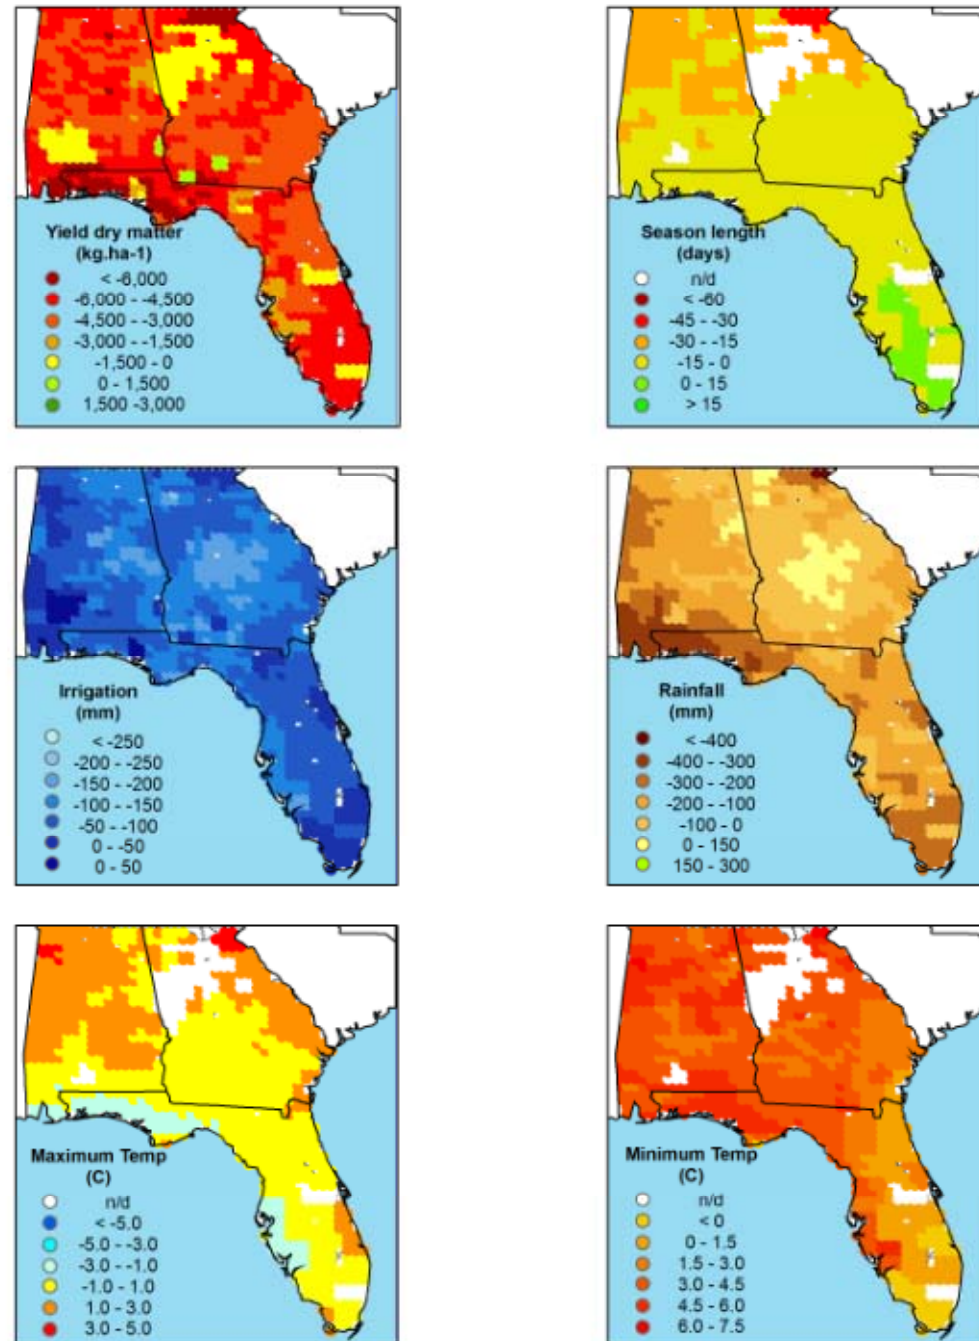 Yield dry matter
(kg.ha-1)
< -6,000
-6,000 - -4,500
-4,500 - -3,000
-3,000 - -1,500
-1,500 - 0
0 - 1,500
1,500 -3,000
Season length
(days)
n/d
< -60
-45 - -30
-30 - -15
-15 - 0
0 - 15
> 15
Irrigation
(mm)
< -250
-200 - -250
-150 - -200
-100 - -150
-50 - -100
0 - -50
0 - 50
Rainfall
(mm)
< -400
-400 - -300
-300 - -200
-200 - -100
-100 - 0
0 - 150
150 - 300
Maximum Temp
(C)
n/d
< -5.0
-5.0 - -3.0
-3.0 - -1.0
-1.0 - 1.0
1.0 - 3.0
3.0 - 5.0
Minimum Temp
(C)
n/d
< 0
0 - 1.5
1.5 - 3.0
3.0 - 4.5
4.5 - 6.0
6.0 - 7.5